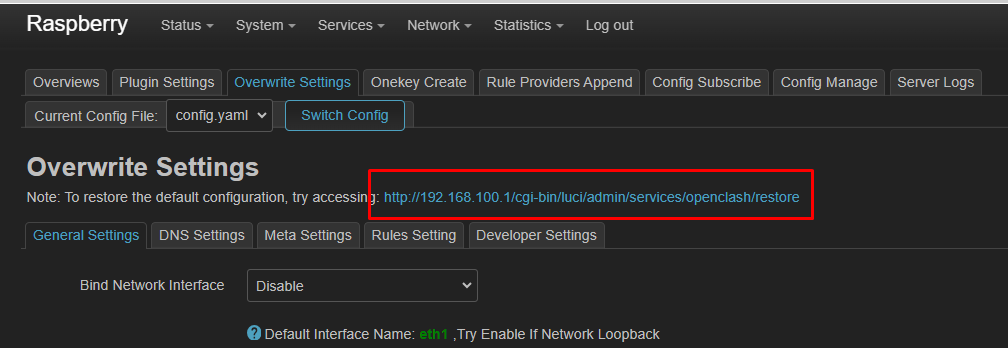 Raspberry Status System Services Network Statistics Log out
Overviews Plugin Settings Overwrite Settings Onekey Create Rule Providers Append Config Subscribe Config Manage Server Logs
Current Config File: config.yaml Switch Config
Overwrite Settings
Note: To restore the default configuration, try accessing: http://192.168.100.1/cgi-bin/luci/admin/services/openclash/restore
General Settings DNS Settings Meta Settings Rules Setting Developer Settings
Bind Network Interface Disable
? Default Interface Name: eth1 ,Try Enable If Network Loopback